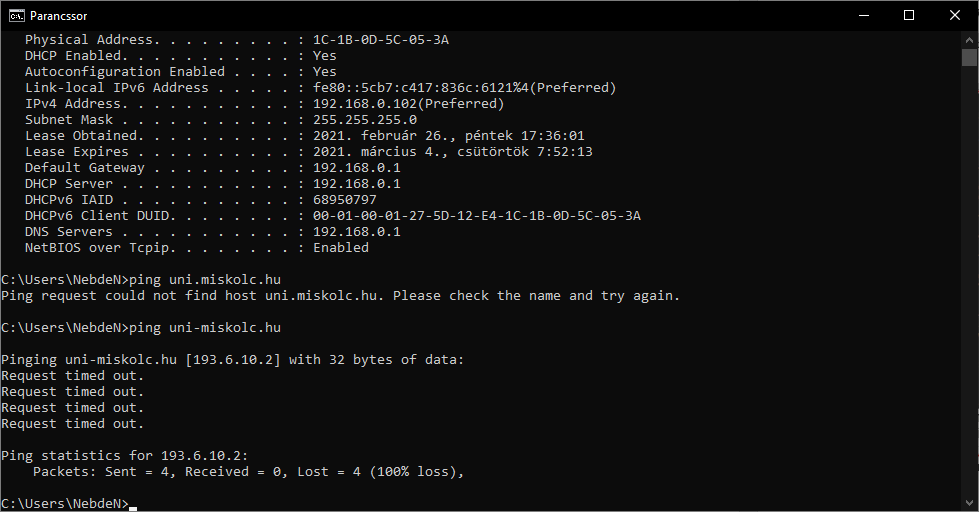 Parancssor
Physical Address. . . . . . . . . : 1C-1B-0D-5C-05-3A
DHCP Enabled. . . . . . . . . . . : Yes
Autoconfiguration Enabled . . . . : Yes
Link-local IPv6 Address . . . . . : fe80::5cb7:c417:836c:6121%4(Preferred)
IPv4 Address. . . . . . . . . . . : 192.168.0.102(Preferred)
Subnet Mask . . . . . . . . . . . : 255.255.255.0
Lease Obtained. . . . . . . . . . : 2021. február 26., péntek 17:36:01
Lease Expires . . . . . . . . . . : 2021. március 4., csütörtök 7:52:13
Default Gateway . . . . . . . . . : 192.168.0.1
DHCP Server . . . . . . . . . . . : 192.168.0.1
DHCPv6 IAID . . . . . . . . . . . : 68950797
DHCPv6 Client DUID. . . . . . . . : 00-01-00-01-27-5D-12-E4-1C-1B-0D-5C-05-3A
DNS Servers . . . . . . . . . . . : 192.168.0.1
NetBIOS over Tcpip. . . . . . . . : Enabled
C:\Users\NebdeN>ping uni.miskolc.hu
Ping request could not find host uni.miskolc.hu. Please check the name and try again.
C:\Users\NebdeN>ping uni-miskolc.hu
Pinging uni-miskolc.hu [193.6.10.2] with 32 bytes of data:
Request timed out.
Request timed out.
Request timed out.
Request timed out.
Ping statistics for 193.6.10.2:
Packets: Sent = 4, Received = 0, Lost = 4 (100% loss),
C:\Users\NebdeN>